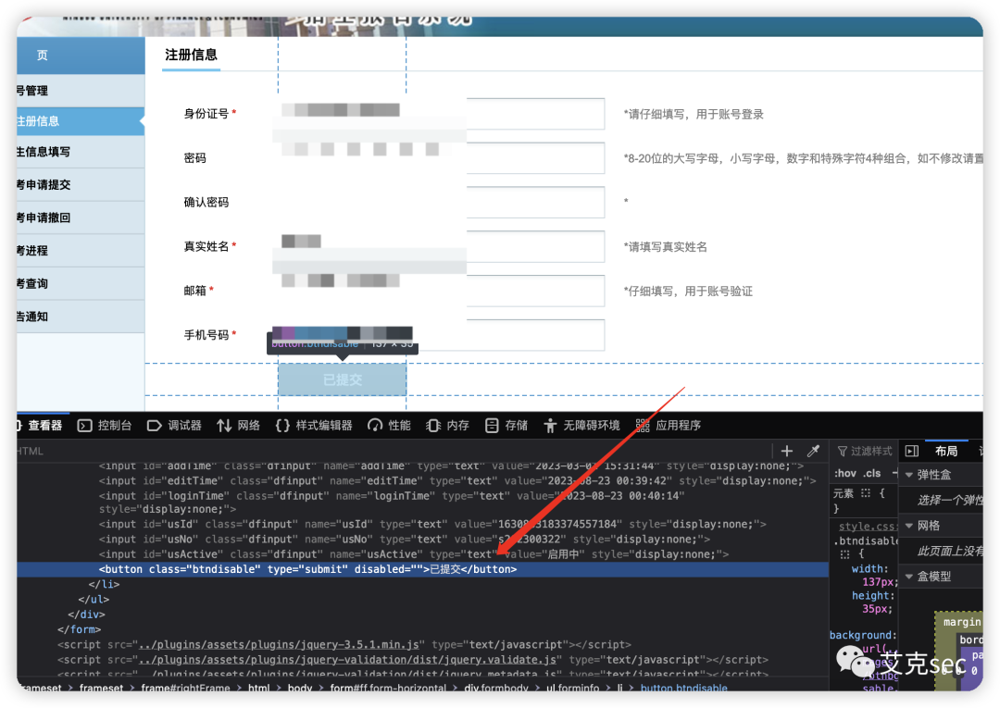 页
注册信息
号管理
注册信息
生信息填写
考申请提交
考申请撤回
考进程
考查询
告通知
身份证号* *请仔细填写，用于账号登录
密码 *8-20位的大写字母，小写字母，数字和特殊字符4种组合，如不修改请置
确认密码 *
真实姓名* *请填写真实姓名
邮箱* *仔细填写，用于账号验证
手机号码*
button.btndisable 137 × 35
已提交
查看器 控制台 调试器 网络 样式编辑器 性能 内存 存储 无障碍环境 应用程序
HTML
<input id="addTime" class="dfinput" name="addTime" type="text" value="2023-03-0 15:31:44" style="display:none;">
<input id="editTime" class="dfinput" name="editTime" type="text" value="2023-08-23 00:39:42" style="display:none;">
<input id="loginTime" class="dfinput" name="loginTime" type="text" value="2023-08-23 00:40:14"
style="display:none;">
<input id="usId" class="dfinput" name="usId" type="text" value= style="display:none;">
<input id="usNo" class="dfinput" name="usNo" type="text" value= style="display:none;">
<input id="usActive" class="dfinput" name="usActive" type="text" value="启用中" style="display:none;">
<button class="btndisable" type="submit" disabled="">已提交</button>
</li>
</ul>
</div>
</form>
<script src="../plugins/assets/plugins/jquery-3.5.1.min.js" type="text/javascript"></script>
<script src="../plugins/assets/plugins/jquery-validation/dist/jquery.validate.js" type="text/javascript"></script>
<script src="../plugins/assets/plugins/jquery-validation/dist/jquery.metadata.js" type="text/javascript"></script>
frameset > frameset > frame#rightFrame > html > body > form#ff.form-horizontal > div.formbody > ul.forminfo > li > button.btndisable
过滤样式
:hov .cls
元素 {
}
style.css:
.btndisable
{
width:
137px;
height:
35px;
background:
url(
布局
弹性盒
选择一个弹性
网格
此页面上没有
盒模型
margin
bord
pa
0
艾克sec